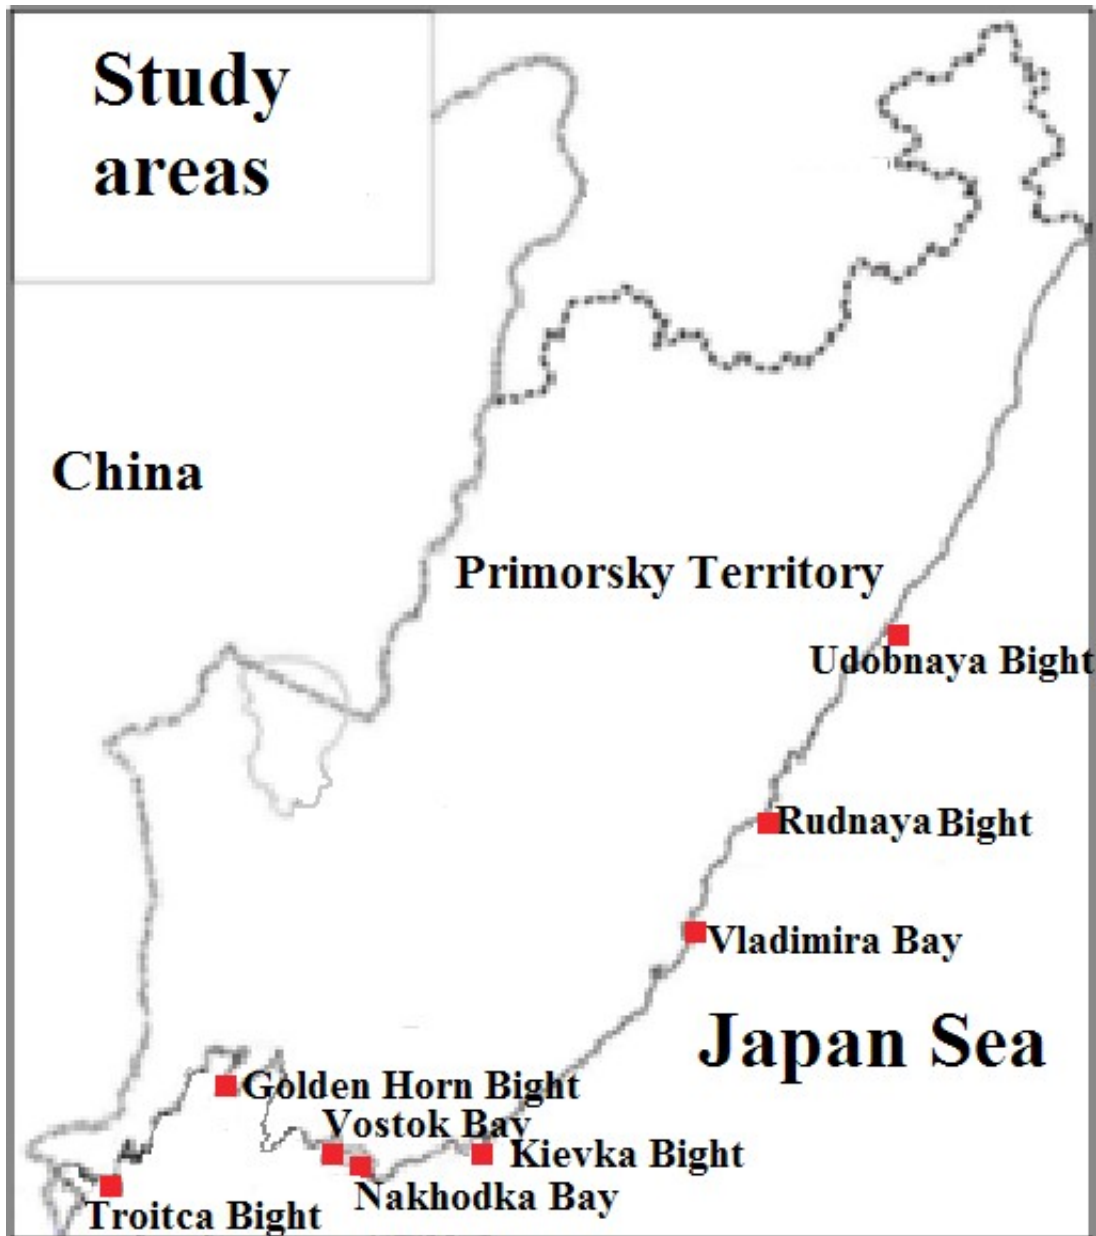 Study
areas
China
Primorsky Territory
Udobnaya Bight
Rudnaya Bight
Vladimira Bay
Japan Sea
Golden Horn Bight
Vostok Bay
Kievka Bight
Nakhodka Bay
Troitca Bight